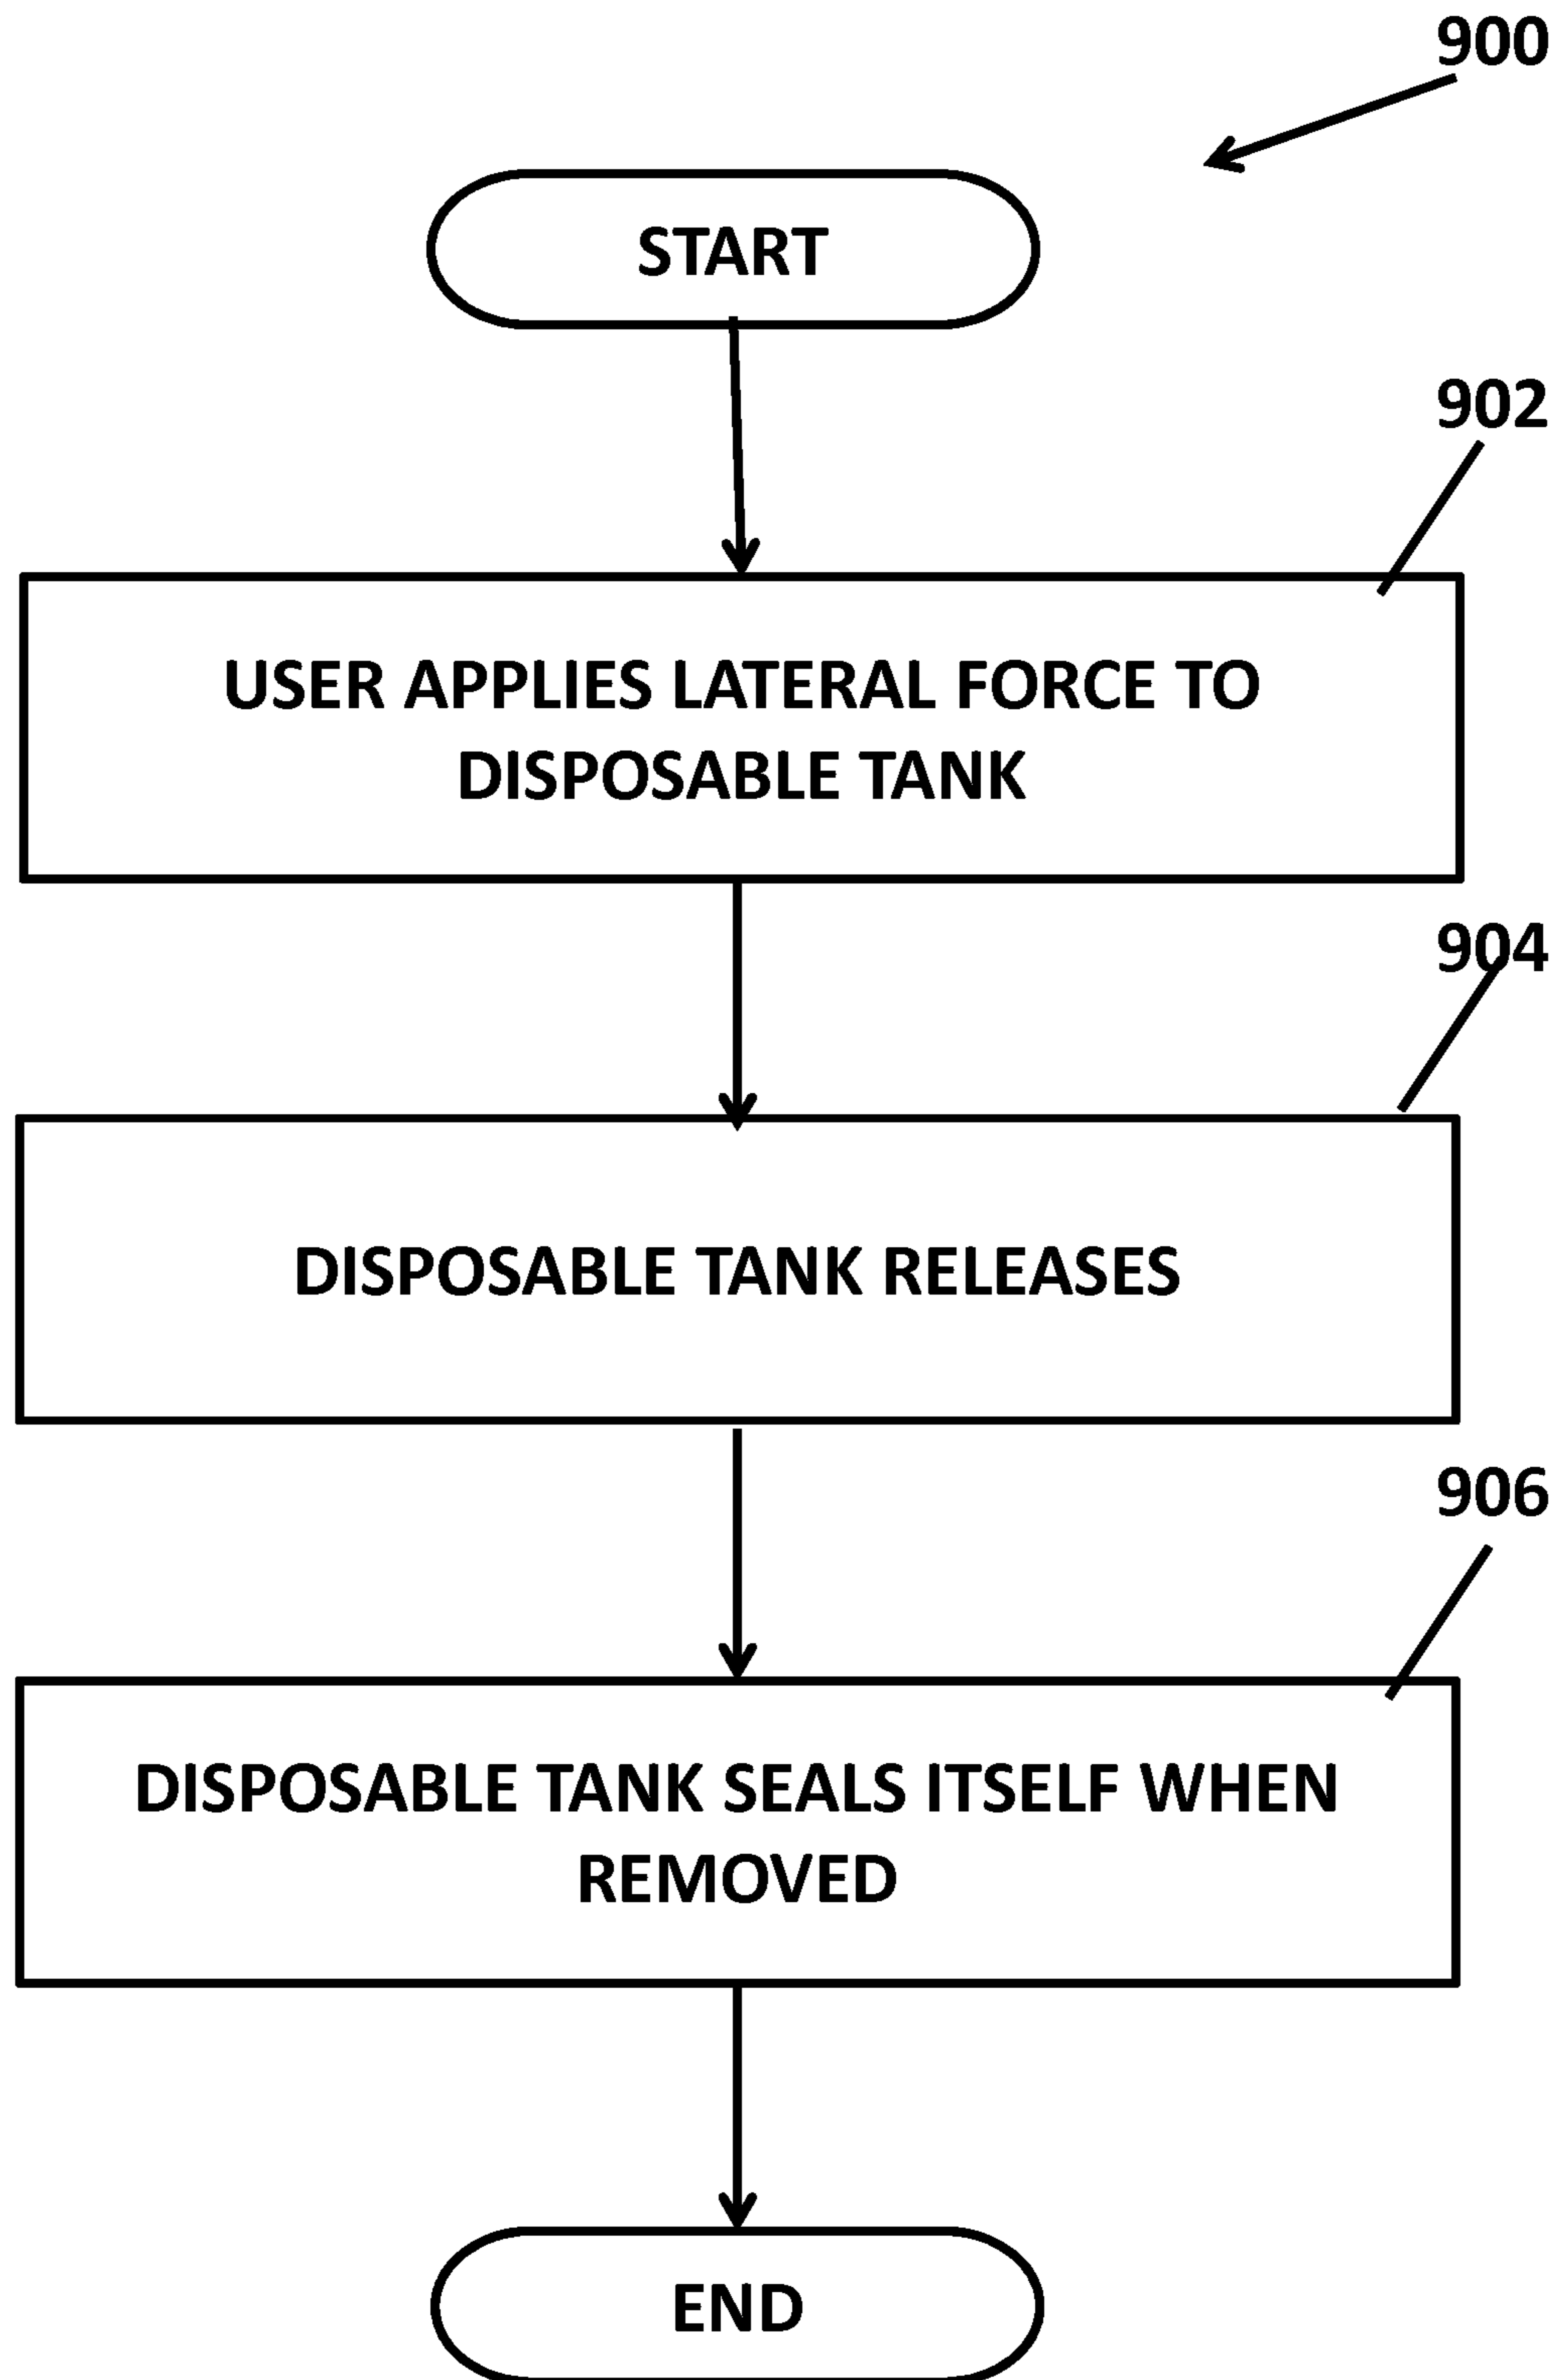 900
START
902
USER APPLIES LATERAL FORCE TO
DISPOSABLE TANK
904
DISPOSABLE TANK RELEASES
906
DISPOSABLE TANK SEALS ITSELF WHEN
REMOVED
END